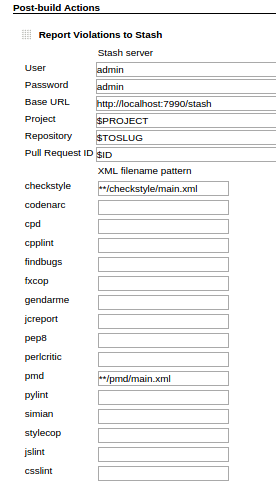 Post-build Actions
Report Violations to Stash
Stash server
User admin
Password admin
Base URL http://localhost:7990/stash
Project $PROJECT
Repository $TOSLUG
Pull Request ID $ID
XML filename pattern
checkstyle **/checkstyle/main.xml
codenarc
cpd
cpplint
findbugs
fxcop
gendarme
jcreport
pep8
perlcritic
pmd **/pmd/main.xml
pylint
simian
stylecop
jslint
csslint